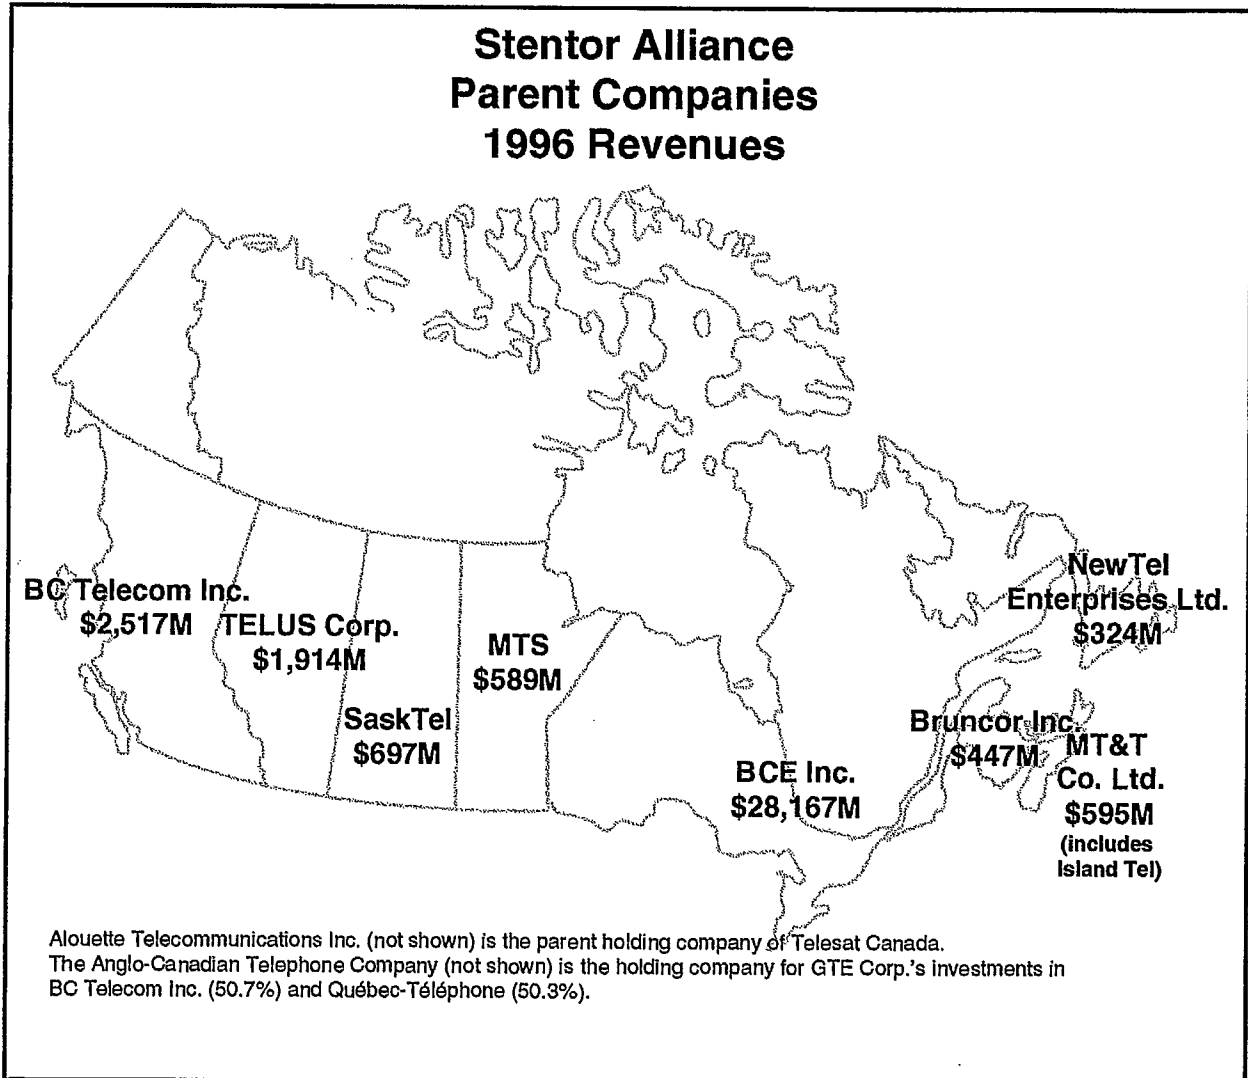 Stentor Alliance
Parent Companies
1996 Revenues
BC Telecom Inc.
$2,517M
TELUS Corp.
$1,914M
SaskTel
$697M
MTS
$589M
BCE Inc.
$28,167M
NewTel
Enterprises Ltd.
$324M
Bruncor Inc.
$447M
MT&T
Co. Ltd.
$595M
(includes
Island Tel)
Alouette Telecommunications Inc. (not shown) is the parent holding company of Telesat Canada.
The Anglo-Canadian Telephone Company (not shown) is the holding company for GTE Corp.'s investments in
BC Telecom Inc. (50.7%) and Québec-Téléphone (50.3%).